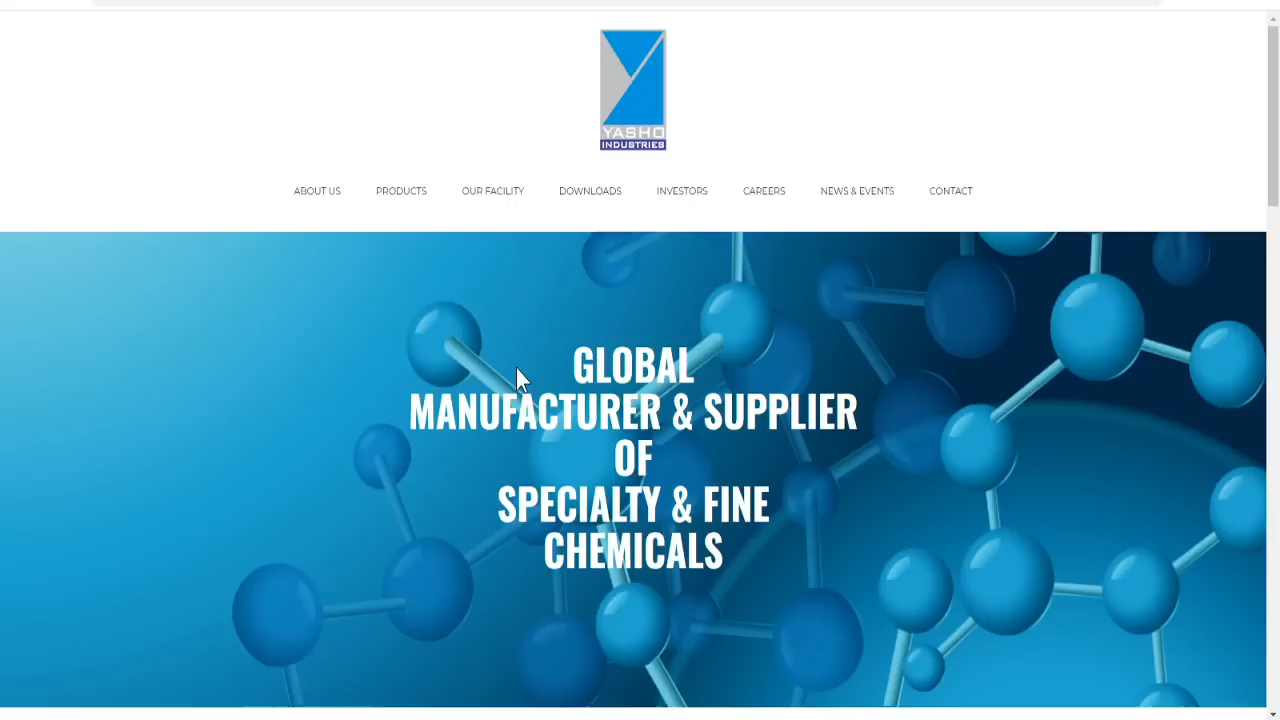 YASHO
INDUSTRIES
ABOUT US PRODUCTS OUR FACILITY DOWNLOADS INVESTORS CAREERS NEWS & EVENTS CONTACT
GLOBAL
MANUFACTURER & SUPPLIER
OF
SPECIALTY & FINE
CHEMICALS